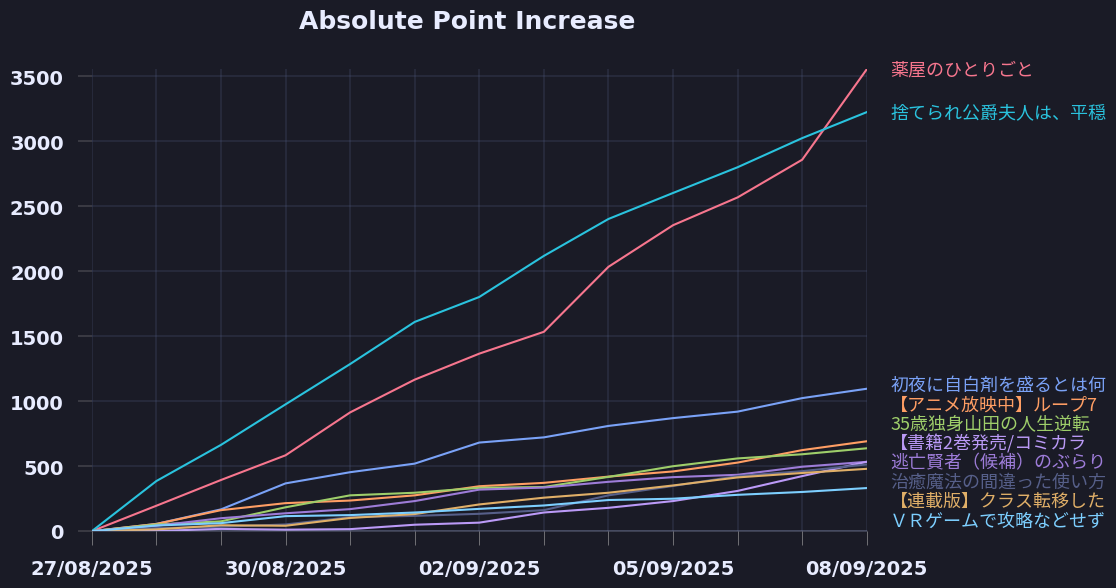 Absolute Point Increase
3500
3000
2500
2000
1500
1000
500
0
27/08/2025
30/08/2025
02/09/2025
05/09/2025
08/09/2025
薬屋のひとりごと
捨てられ公爵夫人は、平穏
初夜に自白剤を盛るとは何
【アニメ放映中】ループ7
35歳独身山田の人生逆転
【書籍2巻発売/コミカラ
逃亡賢者（候補）のぶらり
治癒魔法の間違った使い方
【連載版】クラス転移した
ＶＲゲームで攻略などせず